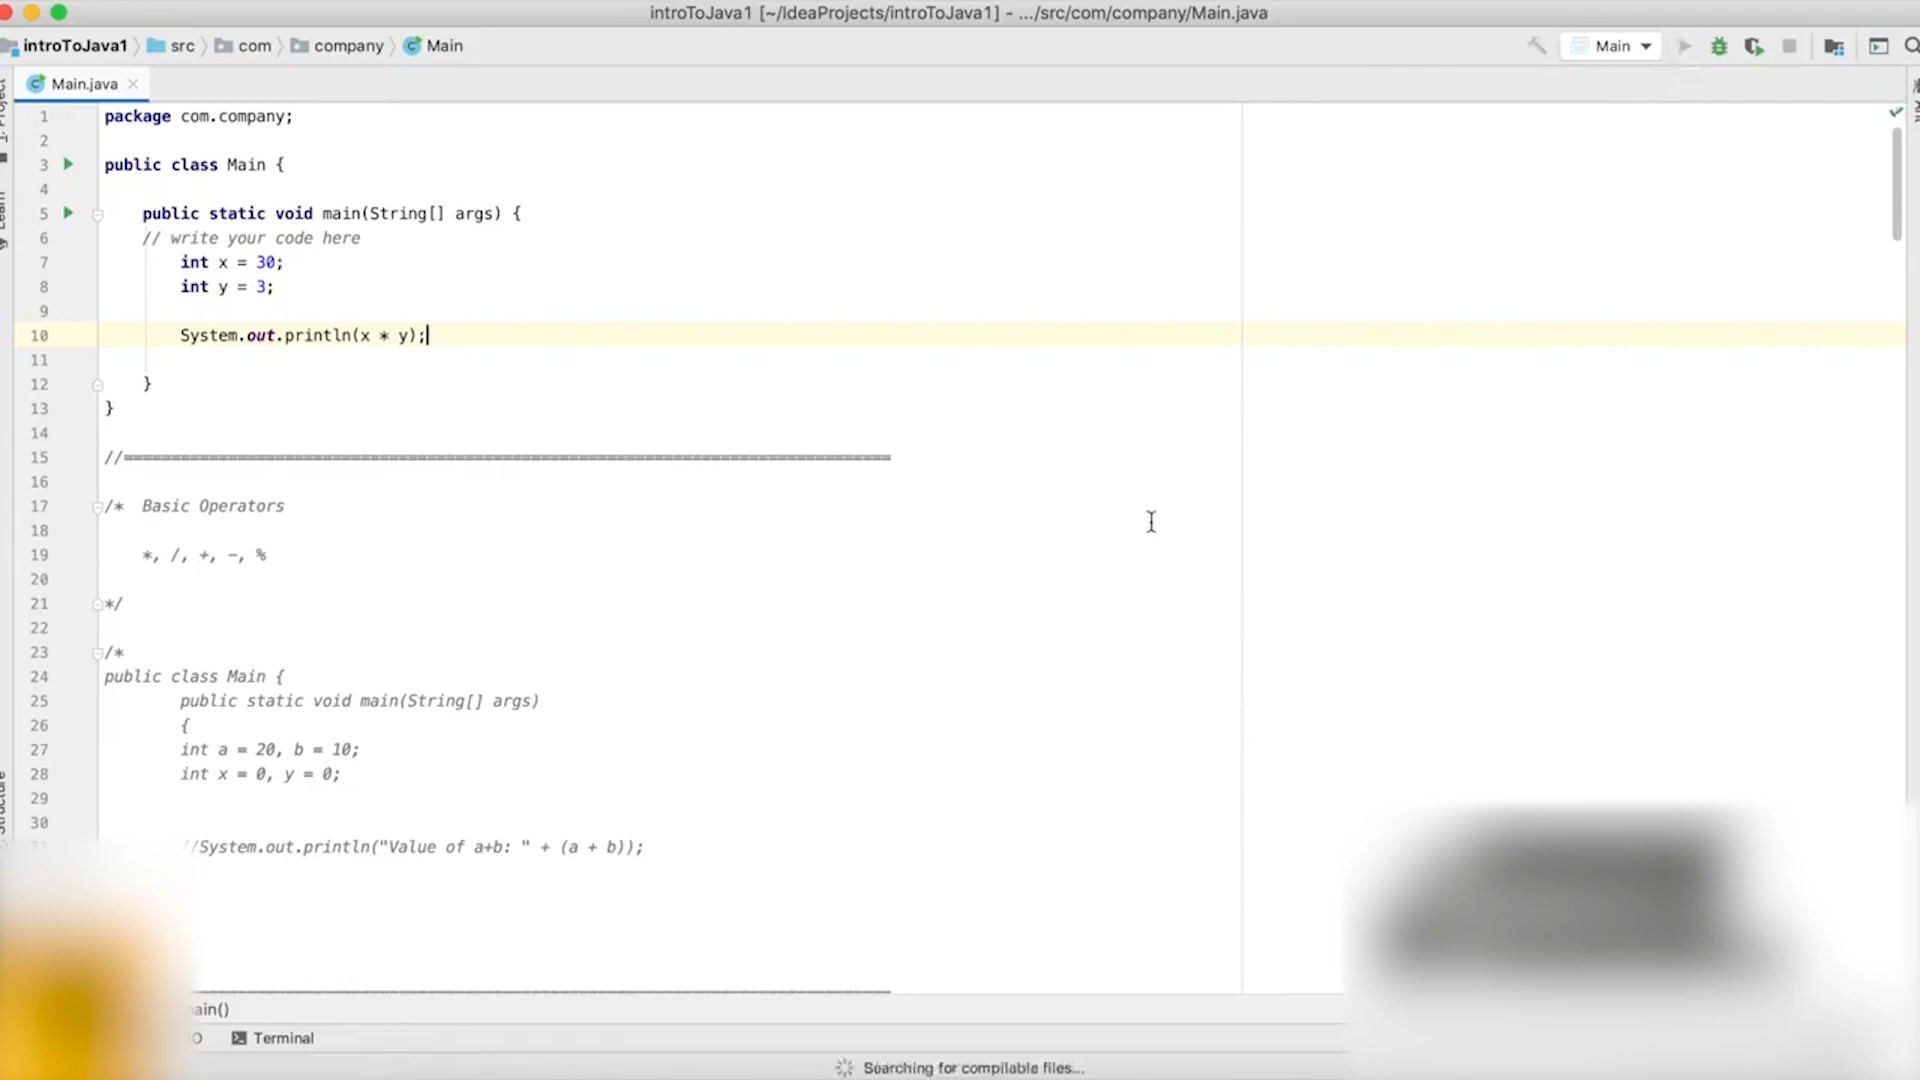 introToJava1 [~/IdeaProjects/introToJava1] - .../src/com/company/Main.java
introToJava1 src com company Main
Main
Main.java
1: Project
Learn
Structure
1 package com.company;
2
3 public class Main {
4
5 public static void main(String[] args) {
6 // write your code here
7 int x = 30;
8 int y = 3;
9
10 System.out.println(x * y);
11
12 }
13 }
14
15 //=================================================================================
16
17 /* Basic Operators
18
19 *, /, +, -, %
20
21 */
22
23 /*
24 public class Main {
25 public static void main(String[] args)
26 {
27 int a = 20, b = 10;
28 int x = 0, y = 0;
29
30
//System.out.println("Value of a+b: " + (a + b));
ain()
Terminal
Searching for compilable files...